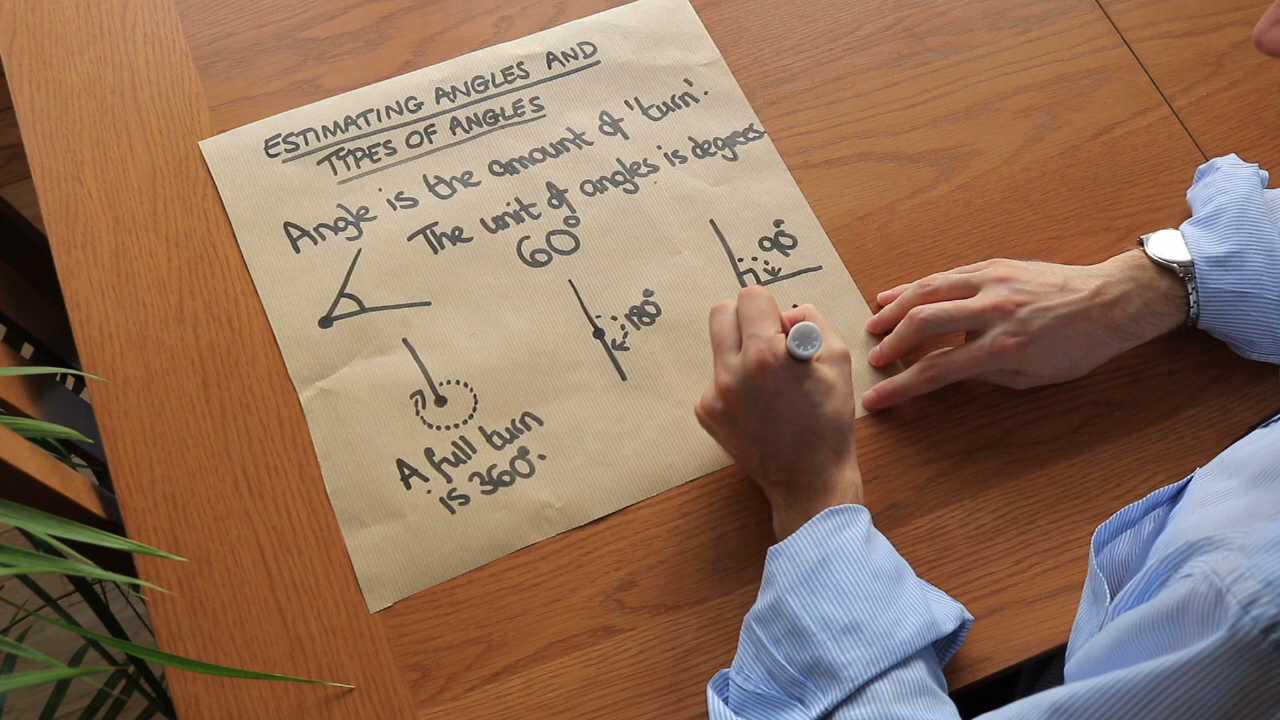 ESTIMATING ANGLES AND
TYPES OF ANGLES
Angle is the amount of 'turn'.
The unit of angles is degrees
60°
90°
180°
A full turn
is 360°.